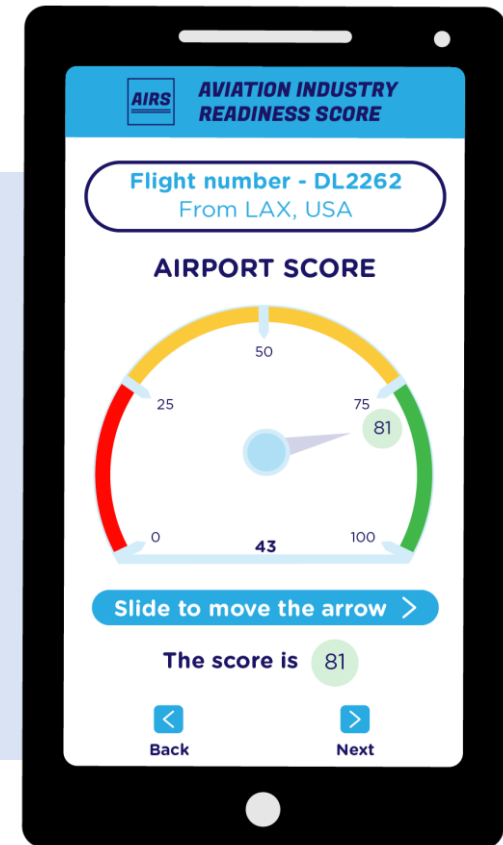 AIRS
AVIATION INDUSTRY
READINESS SCORE
Flight number - DL2262
From LAX, USA
AIRPORT SCORE
50
25
75
81
0
43
100
Slide to move the arrow >
The score is 81
< >
Back Next